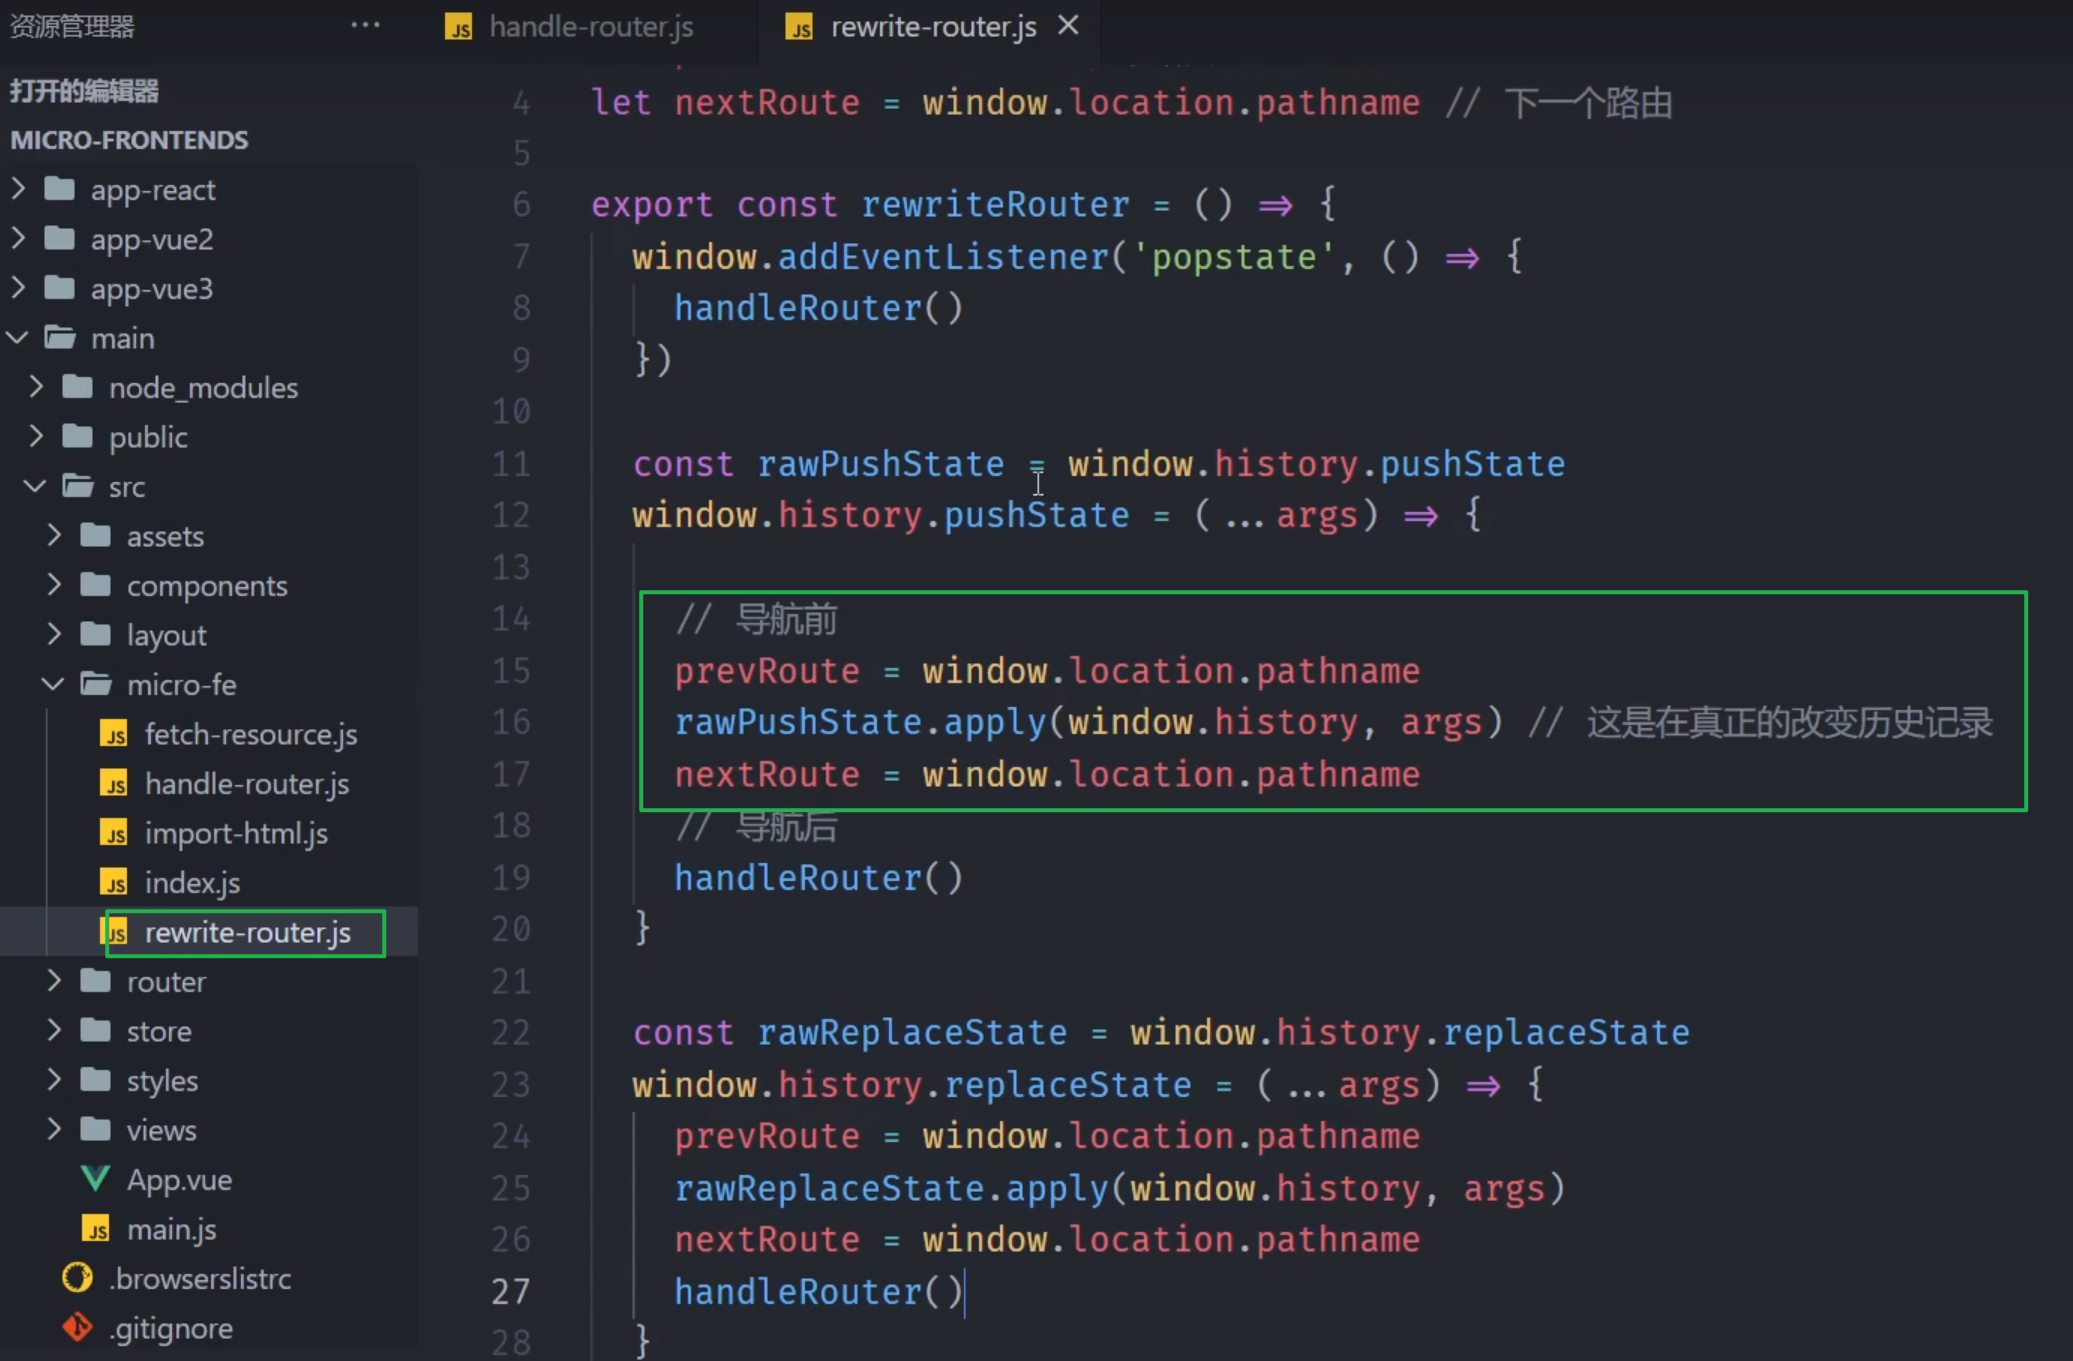 资源管理器
···
handle-router.js
rewrite-router.js
打开的编辑器
MICRO-FRONTENDS
app-react
app-vue2
app-vue3
main
node_modules
public
src
assets
components
layout
micro-fe
fetch-resource.js
handle-router.js
import-html.js
index.js
rewrite-router.js
router
store
styles
views
App.vue
main.js
.browserslistrc
.gitignore
4 let nextRoute = window.location.pathname // 下一个路由
5
6 export const rewriteRouter = () => {
7 window.addEventListener('popstate', () => {
8 handleRouter()
9 })
10
11 const rawPushState = window.history.pushState
12 window.history.pushState = (...args) => {
13
14 // 导航前
15 prevRoute = window.location.pathname
16 rawPushState.apply(window.history, args) // 这是在真正的改变历史记录
17 nextRoute = window.location.pathname
18 // 导航后
19 handleRouter()
20 }
21
22 const rawReplaceState = window.history.replaceState
23 window.history.replaceState = (...args) => {
24 prevRoute = window.location.pathname
25 rawReplaceState.apply(window.history, args)
26 nextRoute = window.location.pathname
27 handleRouter()
28 }